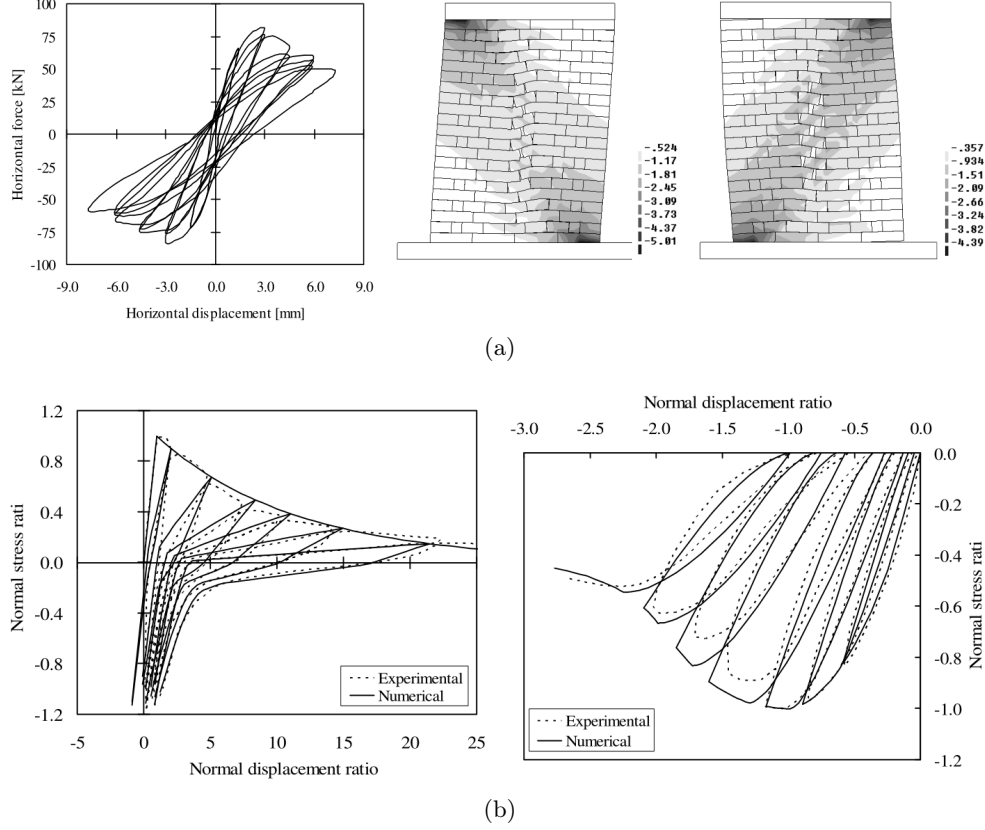 100
75
50
25
0
-25
-50
-75
-100
-9.0 -6.0 -3.0 0.0 3.0 6.0 9.0
Horizontal force [kN]
Horizontal displacement [mm]
-.524
-1.17
-1.81
-2.45
-3.09
-3.73
-4.37
-5.01
-.357
-.934
-1.51
-2.09
-2.66
-3.24
-3.82
-4.39
(a)
1.2
0.8
0.4
0.0
-0.4
-0.8
-1.2
-5 0 5 10 15 20 25
Normal stress rati
Normal displacement ratio
Experimental
Numerical
Normal displacement ratio
-3.0 -2.0 -1.5 -1.0 -0.5 0.0
0.0
-0.2
-0.4
-0.6
-0.8
-1.0
-1.2
Normal stress rati
Experimental
Numerical
(b)